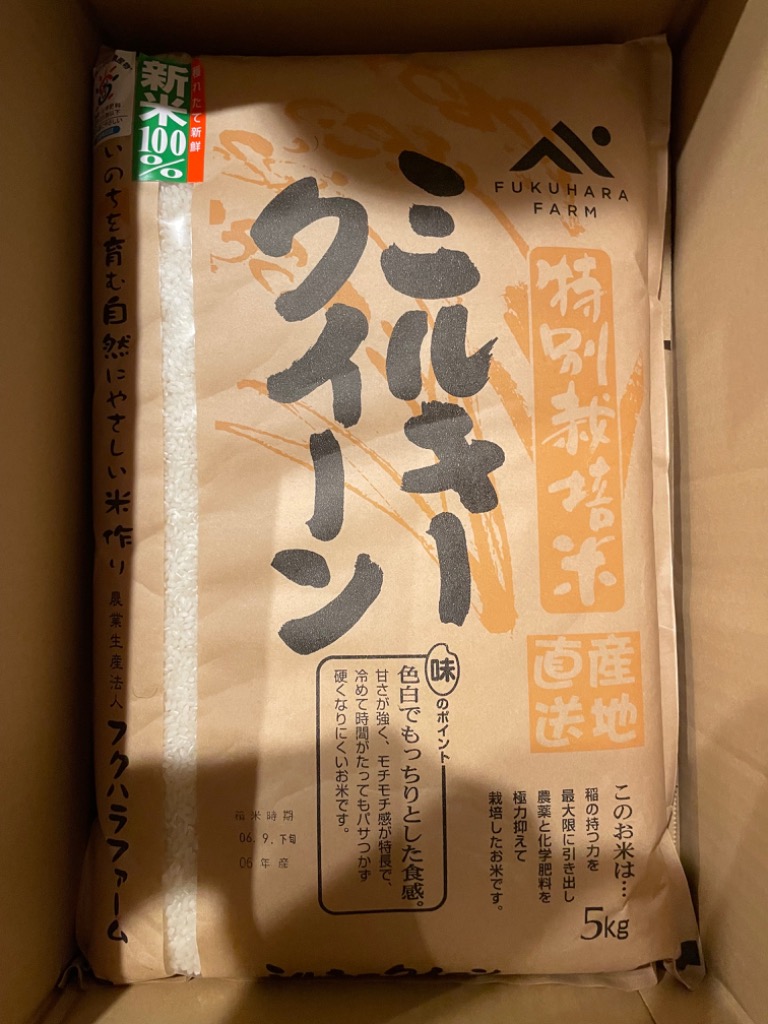 新米
100%
穫れたて新鮮
FUKUHARA
FARM
ミルキー
クイーン
特別栽培米
産地
直送
いのちを育む自然にやさしい米作り
農業生産法人
フクハラファーム
味
のポイント
色白でもっちりとした食感。
甘さが強く、モチモチ感が特長で、
冷めて時間がたってもパサつかず
硬くなりにくいお米です。
このお米は…
稲の持つ力を
最大限に引き出し
農薬と化学肥料を
極力抑えて
栽培したお米です。
5kg
精米時期
06.9.下旬
06年産